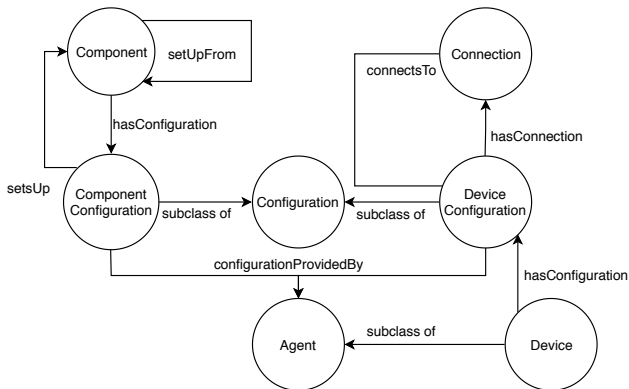 Component
setUpFrom
Connection
connectsTo
hasConfiguration
hasConnection
setsUp
Component
Configuration
subclass of
Configuration
subclass of
Device
Configuration
configurationProvidedBy
hasConfiguration
Agent
subclass of
Device